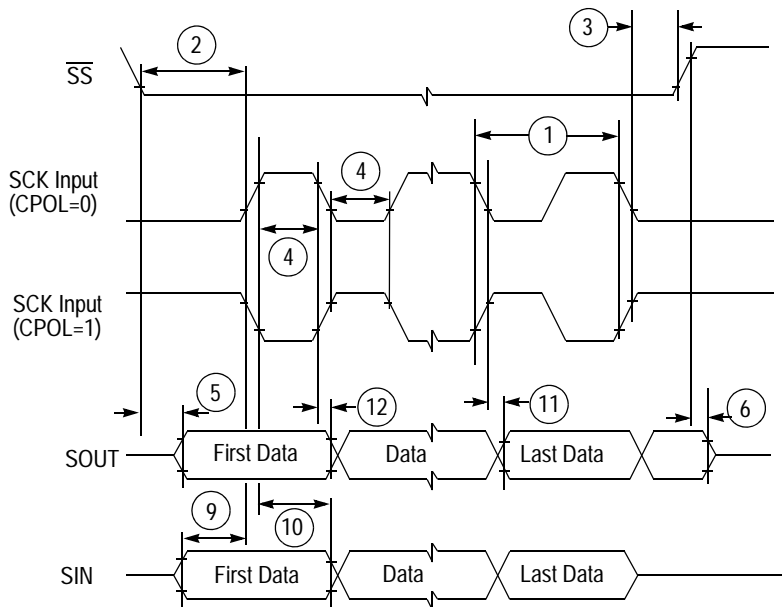 2
3
SS
1
SCK Input
(CPOL=0)
4
4
SCK Input
(CPOL=1)
5
12
11
6
SOUT
First Data
Data
Last Data
9
10
SIN
First Data
Data
Last Data